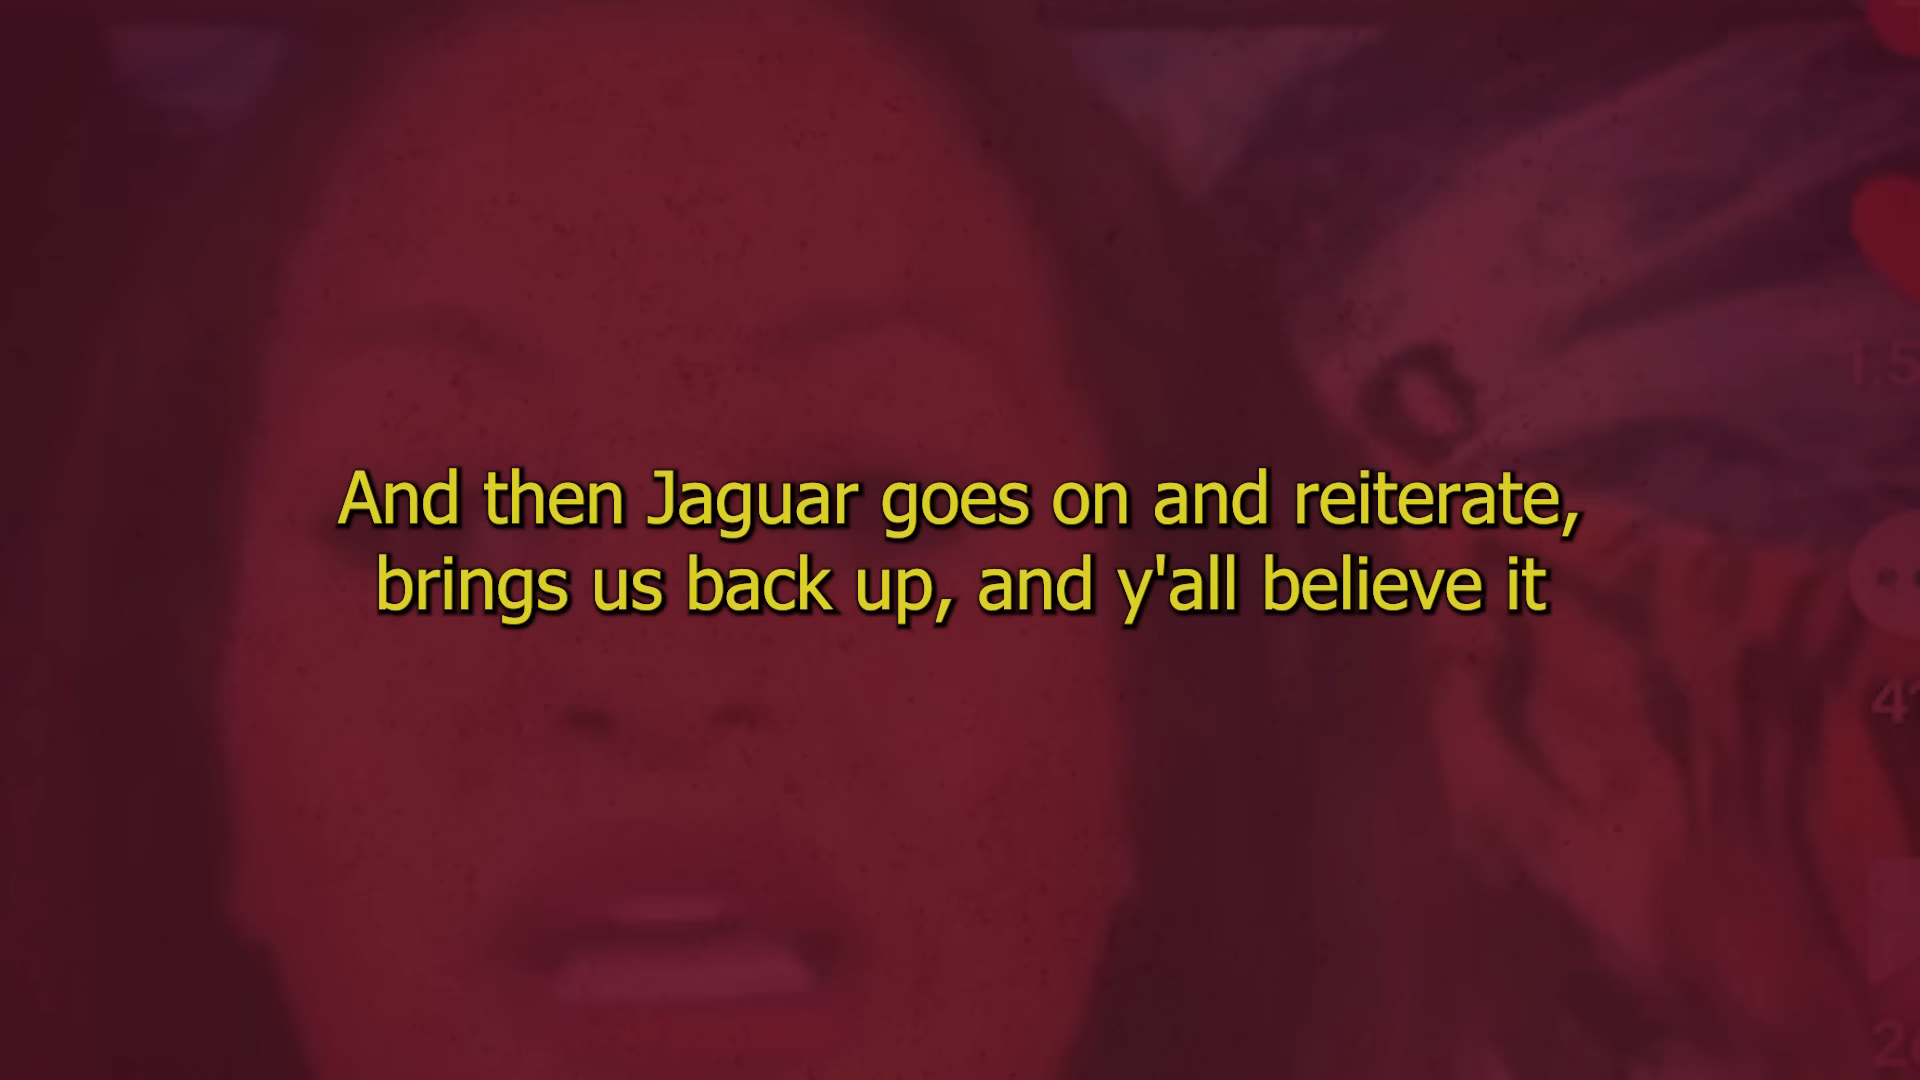 And then Jaguar goes on and reiterate,
brings us back up, and y'all believe it